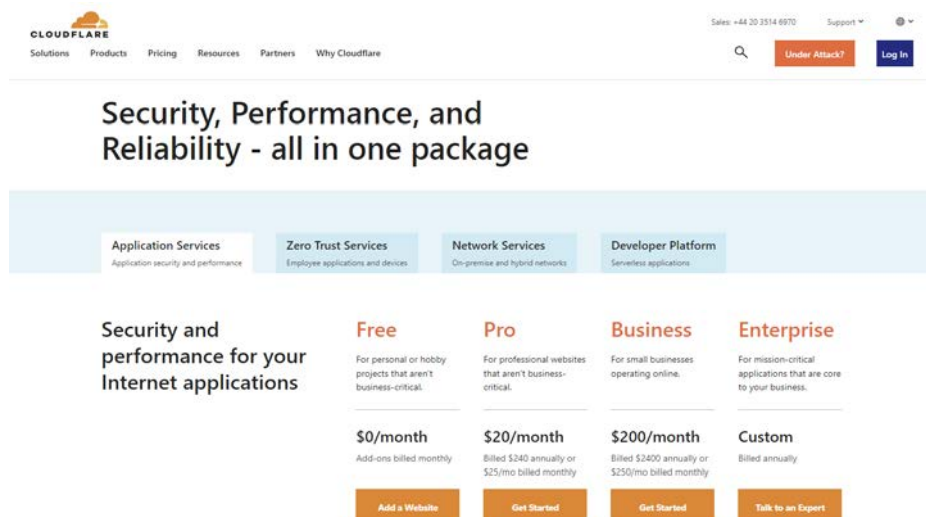 CLOUDFLARE
Sales: +44 20 3514 6970
Support
Solutions
Products
Pricing
Resources
Partners
Why Cloudflare
Under Attack?
Log In
Security, Performance, and
Reliability - all in one package
Application Services
Application security and performance
Zero Trust Services
Employee applications and devices
Network Services
On-premise and hybrid networks
Developer Platform
Serverless applications
Security and
performance for your
Internet applications
Free
For personal or hobby
projects that aren't
business-critical.
$0/month
Add-ons billed monthly
Add a Website
Pro
For professional websites
that aren't business-
critical.
$20/month
Billed $240 annually or
$25/mo billed monthly
Get Started
Business
For small businesses
operating online.
$200/month
Billed $2400 annually or
$250/mo billed monthly
Get Started
Enterprise
For mission-critical
applications that are core
to your business.
Custom
Billed annually
Talk to an Expert